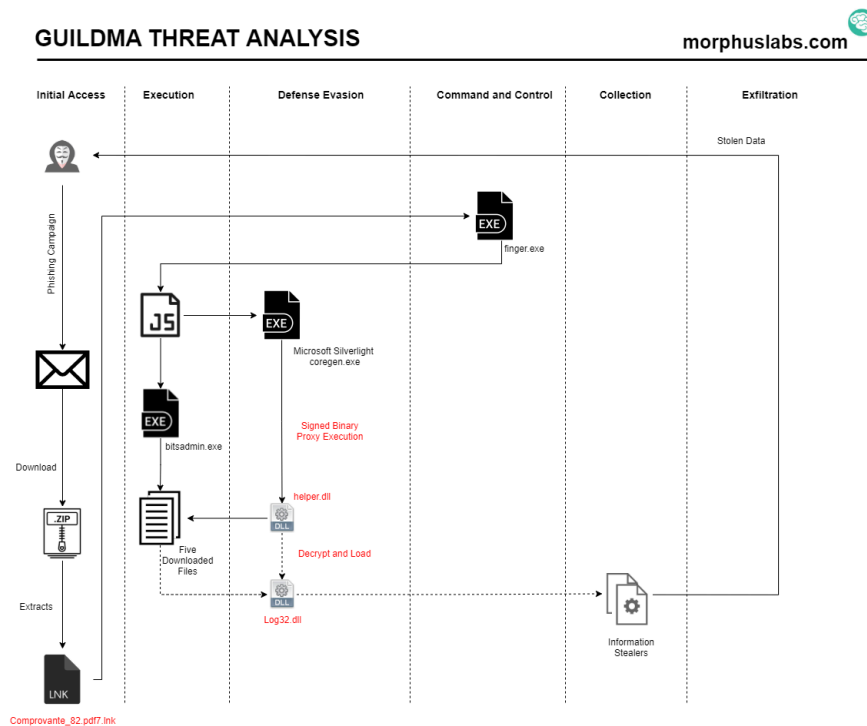 GUILDMA THREAT ANALYSIS
morphuslabs.com
Initial Access
Execution
Defense Evasion
Command and Control
Collection
Exfiltration
Stolen Data
Phishing Campaign
EXE
finger.exe
JS
EXE
Microsoft Silverlight
coregen.exe
EXE
bitsadmin.exe
Signed Binary
Proxy Execution
Download
.ZIP
helper.dll
DLL
Five
Downloaded
Files
Decrypt and Load
DLL
Log32.dll
Extracts
Information
Stealers
LNK
Comprovante_82.pdf7.lnk